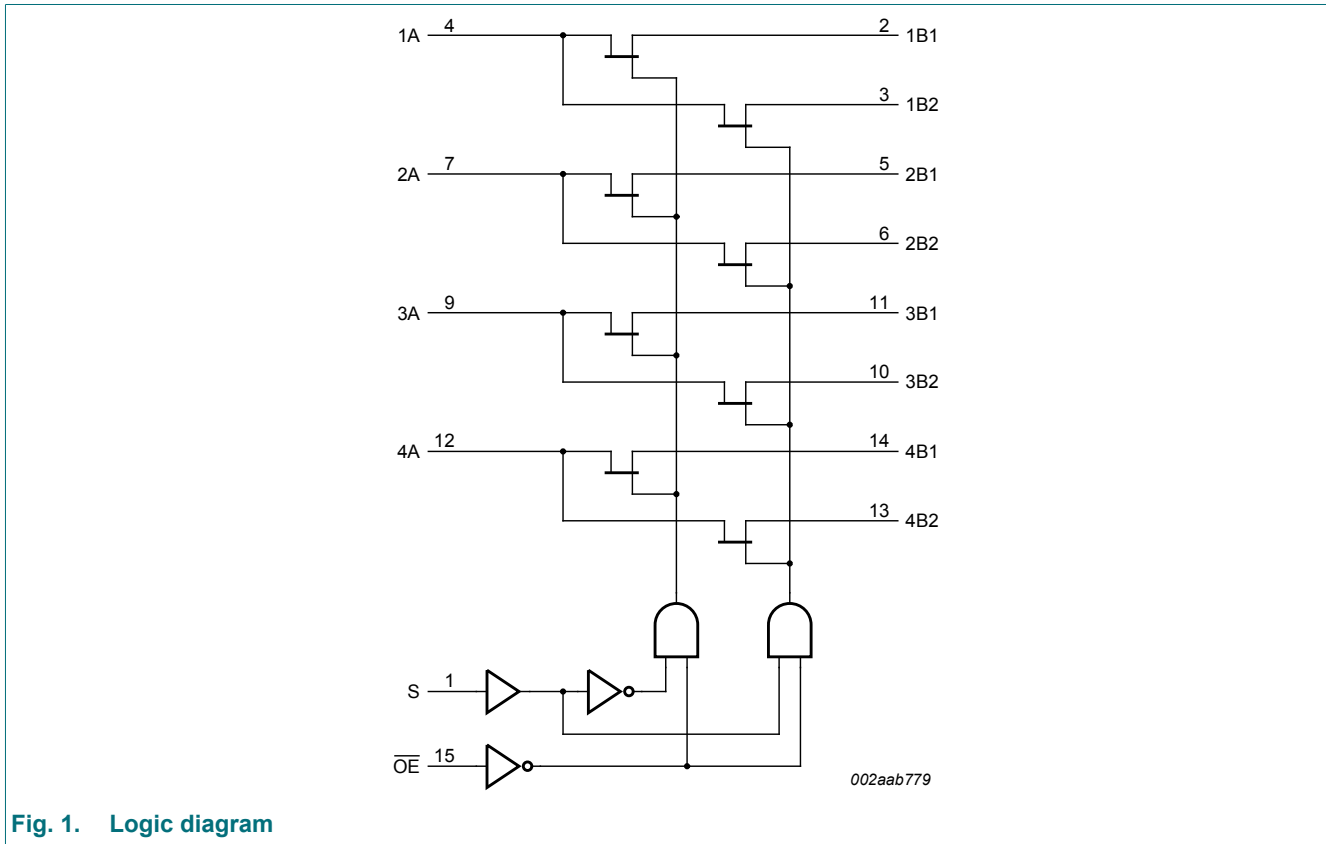 1A 4 2 1B1
3 1B2
2A 7 5 2B1
6 2B2
3A 9 11 3B1
10 3B2
4A 12 14 4B1
13 4B2
S 1
O̅E̅ 15
002aab779
Fig. 1. Logic diagram